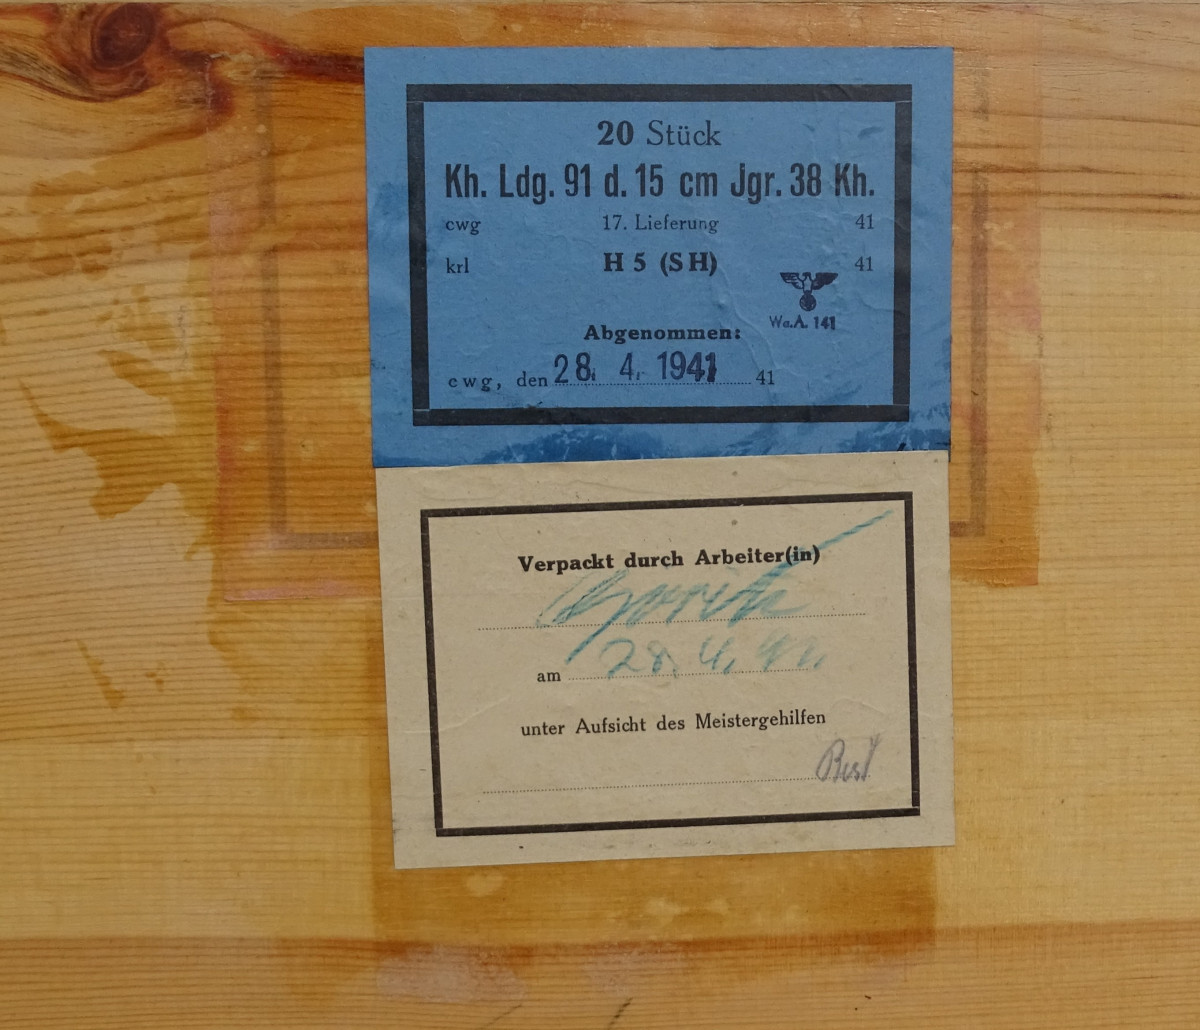 20 Stück
Kh. Ldg. 91 d. 15 cm Jgr. 38 Kh.
cwg 17. Lieferung 41
krl H 5 (SH) 41
Wa.A. 141
Abgenommen:
cwg, den 28. 4. 1941 41
Verpackt durch Arbeiter(in)
am 28. 4. 41.
unter Aufsicht des Meistergehilfen